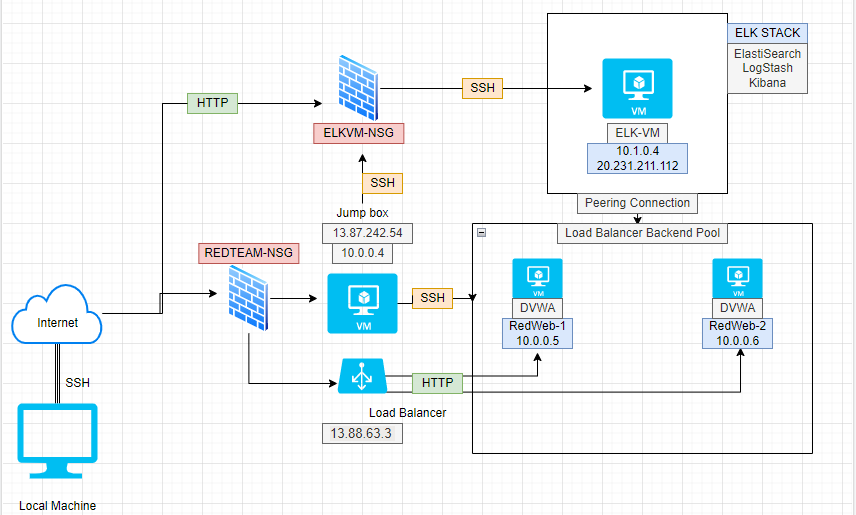 ELK STACK
ElastiSearch
LogStash
Kibana
HTTP
SSH
VM
ELKVM-NSG
ELK-VM
10.1.0.4
20.231.211.112
SSH
Peering Connection
Jump box
13.87.242.54
10.0.0.4
Load Balancer Backend Pool
REDTEAM-NSG
VM
SSH
VM
DVWA
RedWeb-1
10.0.0.5
VM
DVWA
RedWeb-2
10.0.0.6
Internet
SSH
HTTP
Load Balancer
13.88.63.3
Local Machine